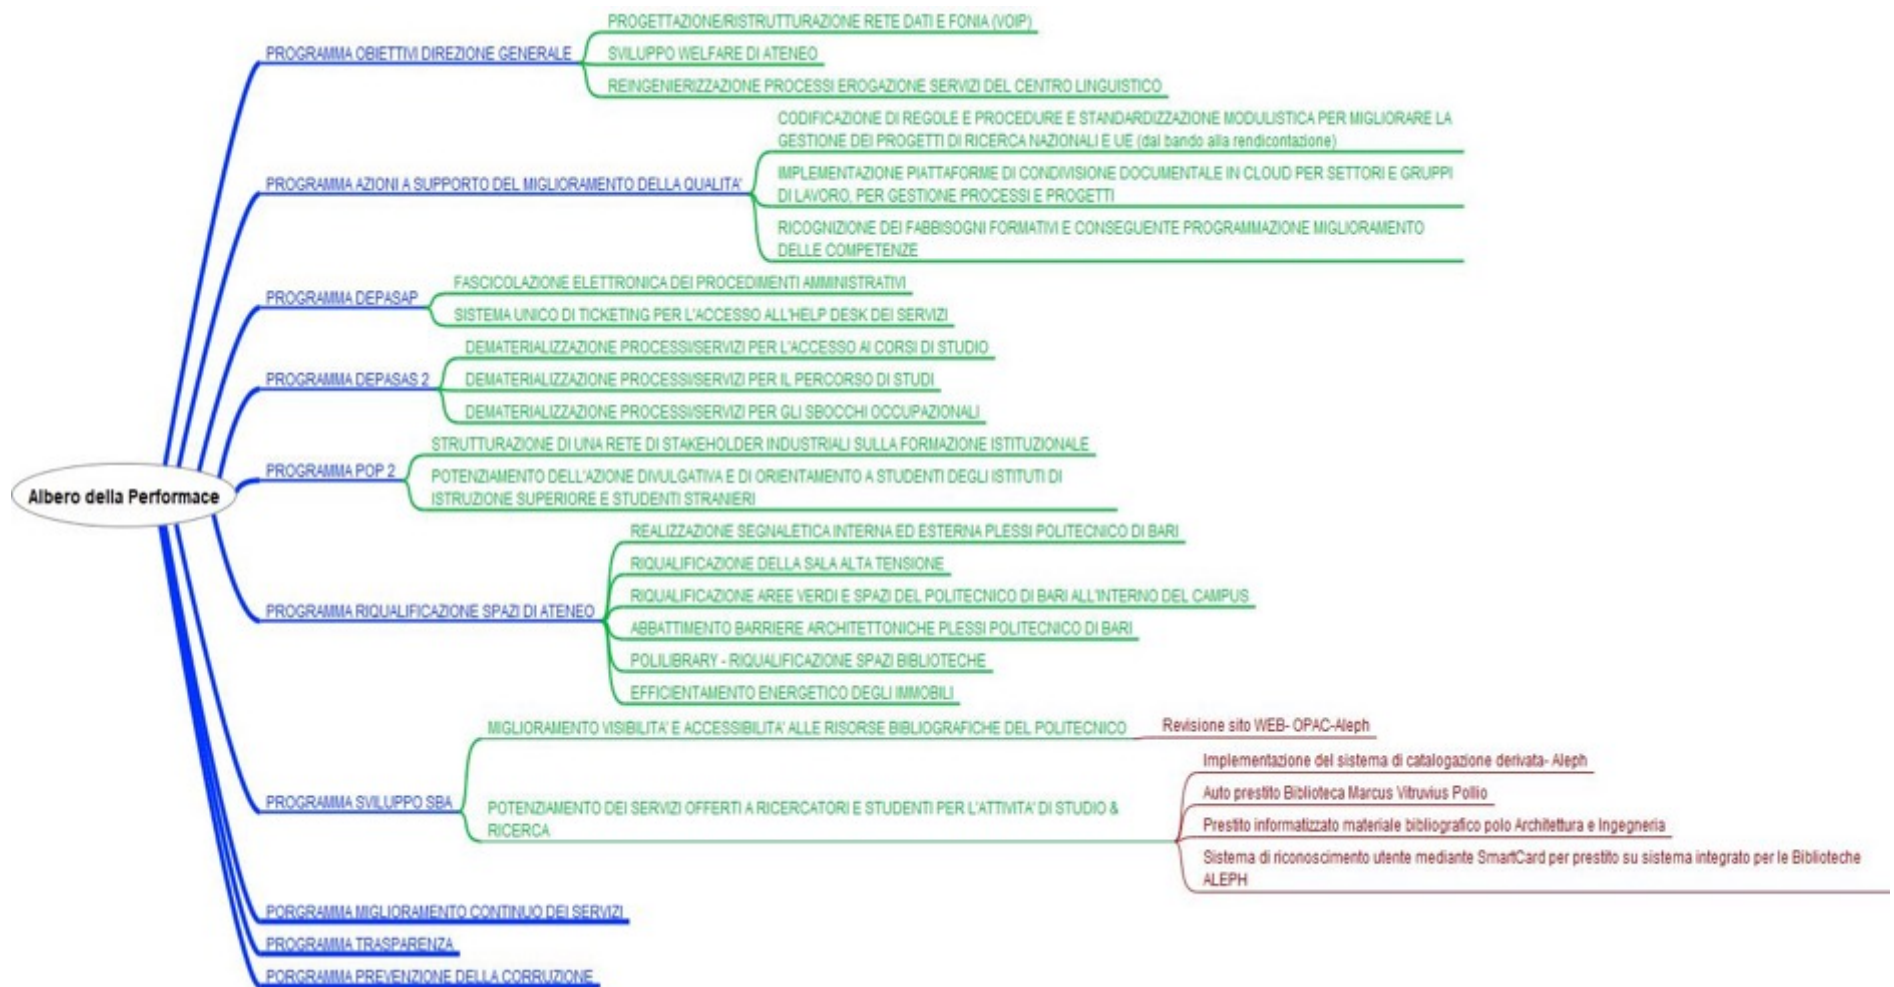 Albero della Performace
PROGRAMMA OBIETTIVI DIREZIONE GENERALE
PROGETTAZIONE/RISTRUTTURAZIONE RETE DATI E FONIA (VOIP)
SVILUPPO WELFARE DI ATENEO
REINGENIERIZZAZIONE PROCESSI EROGAZIONE SERVIZI DEL CENTRO LINGUISTICO
PROGRAMMA AZIONI A SUPPORTO DEL MIGLIORAMENTO DELLA QUALITA'
CODIFICAZIONE DI REGOLE E PROCEDURE E STANDARDIZZAZIONE MODULISTICA PER MIGLIORARE LA
GESTIONE DEI PROGETTI DI RICERCA NAZIONALI E UE (dal bando alla rendicontazione)
IMPLEMENTAZIONE PIATTAFORME DI CONDIVISIONE DOCUMENTALE IN CLOUD PER SETTORI E GRUPPI
DI LAVORO, PER GESTIONE PROCESSI E PROGETTI
RICOGNIZIONE DEI FABBISOGNI FORMATIVI E CONSEGUENTE PROGRAMMAZIONE MIGLIORAMENTO
DELLE COMPETENZE
PROGRAMMA DEPASAP
FASCICOLAZIONE ELETTRONICA DEI PROCEDIMENTI AMMINISTRATIVI
SISTEMA UNICO DI TICKETING PER L'ACCESSO ALL'HELP DESK DEI SERVIZI
PROGRAMMA DEPASAS 2
DEMATERIALIZZAZIONE PROCESSI/SERVIZI PER L'ACCESSO AI CORSI DI STUDIO
DEMATERIALIZZAZIONE PROCESSI/SERVIZI PER IL PERCORSO DI STUDI
DEMATERIALIZZAZIONE PROCESSI/SERVIZI PER GLI SBOCCHI OCCUPAZIONALI
PROGRAMMA POP 2
STRUTTURAZIONE DI UNA RETE DI STAKEHOLDER INDUSTRIALI SULLA FORMAZIONE ISTITUZIONALE
POTENZIAMENTO DELL'AZIONE DIVULGATIVA E DI ORIENTAMENTO A STUDENTI DEGLI ISTITUTI DI
ISTRUZIONE SUPERIORE E STUDENTI STRANIERI
PROGRAMMA RIQUALIFICAZIONE SPAZI DI ATENEO
REALIZZAZIONE SEGNALETICA INTERNA ED ESTERNA PLESSI POLITECNICO DI BARI
RIQUALIFICAZIONE DELLA SALA ALTA TENSIONE
RIQUALIFICAZIONE AREE VERDI E SPAZI DEL POLITECNICO DI BARI ALL'INTERNO DEL CAMPUS
ABBATTIMENTO BARRIERE ARCHITETTONICHE PLESSI POLITECNICO DI BARI
POLILIBRARY - RIQUALIFICAZIONE SPAZI BIBLIOTECHE
EFFICIENTAMENTO ENERGETICO DEGLI IMMOBILI
PROGRAMMA SVILUPPO SBA
MIGLIORAMENTO VISIBILITA' E ACCESSIBILITA' ALLE RISORSE BIBLIOGRAFICHE DEL POLITECNICO
Revisione sito WEB- OPAC-Aleph
POTENZIAMENTO DEI SERVIZI OFFERTI A RICERCATORI E STUDENTI PER L'ATTIVITA' DI STUDIO &
RICERCA
Implementazione del sistema di catalogazione derivata- Aleph
Auto prestito Biblioteca Marcus Vitruvius Pollio
Prestito informatizzato materiale bibliografico polo Architettura e Ingegneria
Sistema di riconoscimento utente mediante SmartCard per prestito su sistema integrato per le Biblioteche
ALEPH
PORGRAMMA MIGLIORAMENTO CONTINUO DEI SERVIZI
PROGRAMMA TRASPARENZA
PORGRAMMA PREVENZIONE DELLA CORRUZIONE